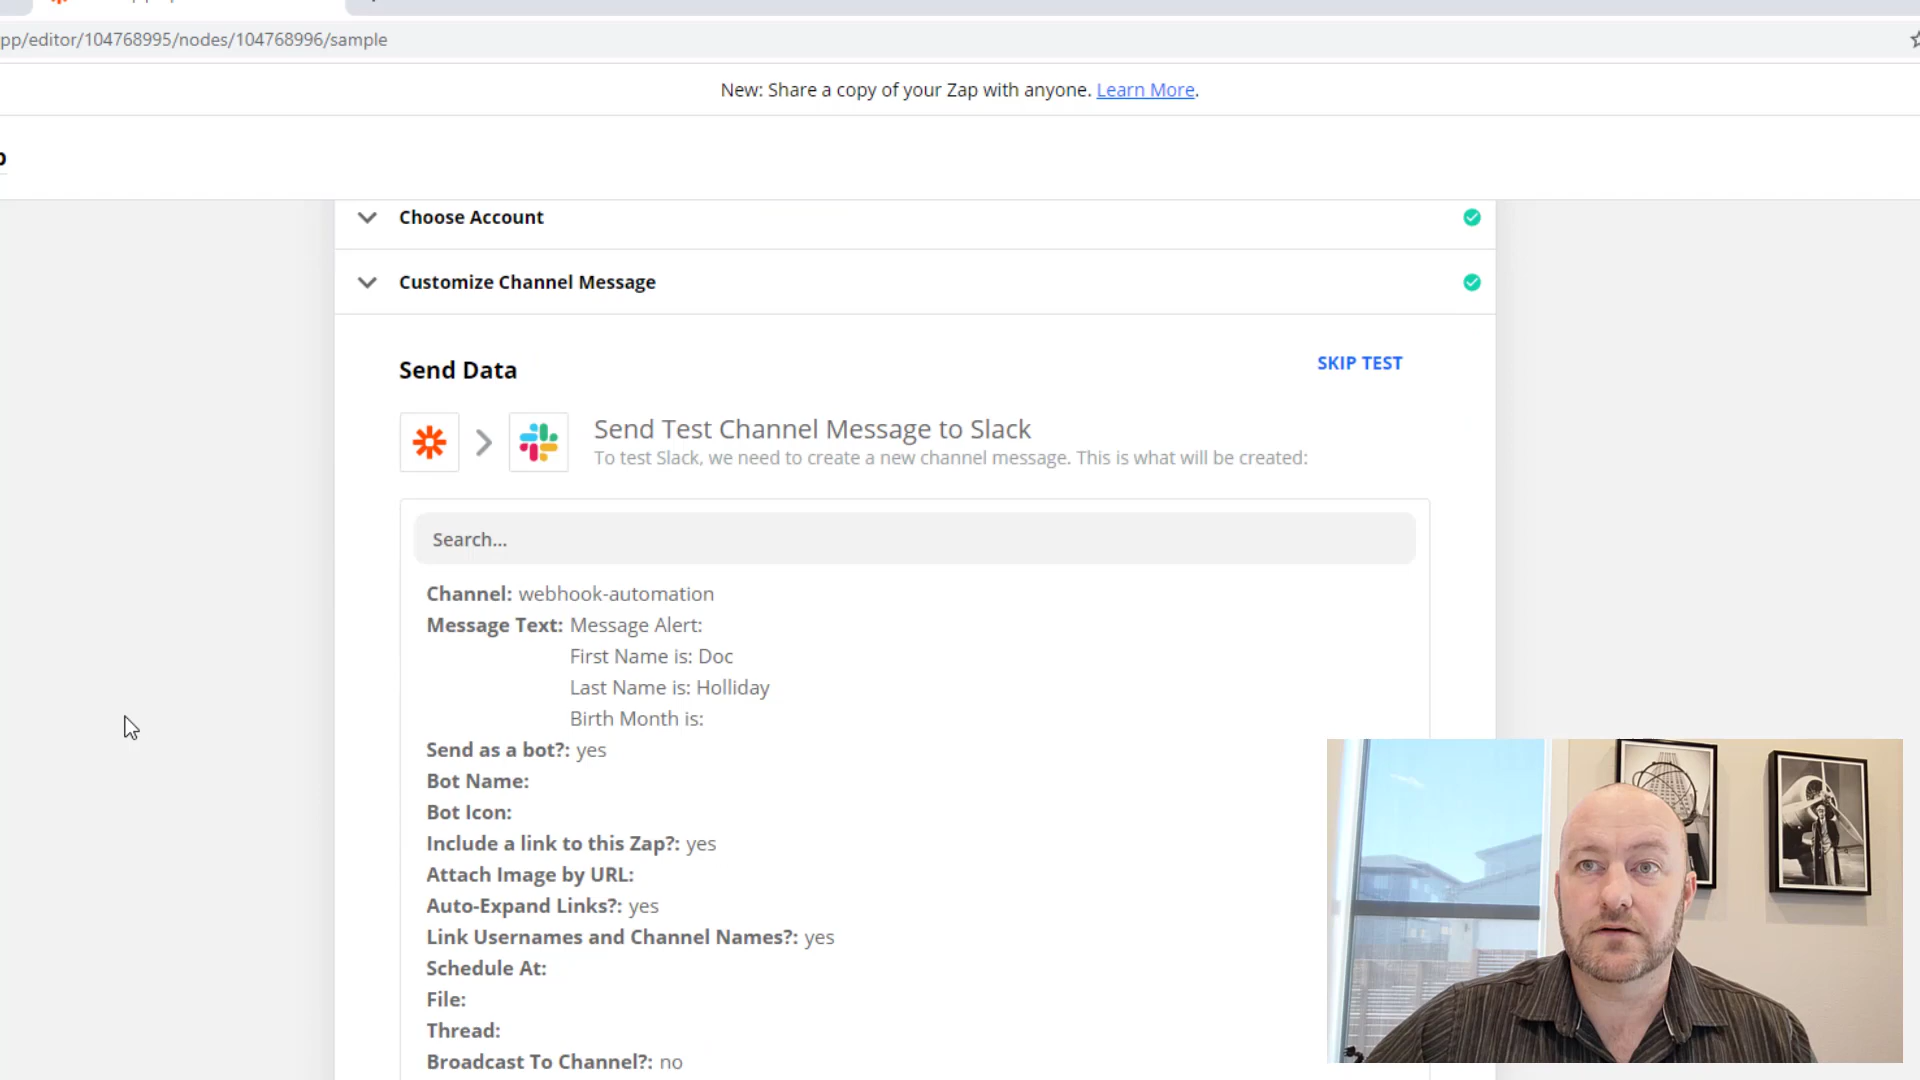 pp/editor/104768995/nodes/104768996/sample
New: Share a copy of your Zap with anyone. Learn More.
Choose Account
Customize Channel Message
Send Data
SKIP TEST
Send Test Channel Message to Slack
To test Slack, we need to create a new channel message. This is what will be created:
Search...
Channel: webhook-automation
Message Text: Message Alert:
First Name is: Doc
Last Name is: Holliday
Birth Month is:
Send as a bot?: yes
Bot Name:
Bot Icon:
Include a link to this Zap?: yes
Attach Image by URL:
Auto-Expand Links?: yes
Link Usernames and Channel Names?: yes
Schedule At:
File:
Thread:
Broadcast To Channel?: no